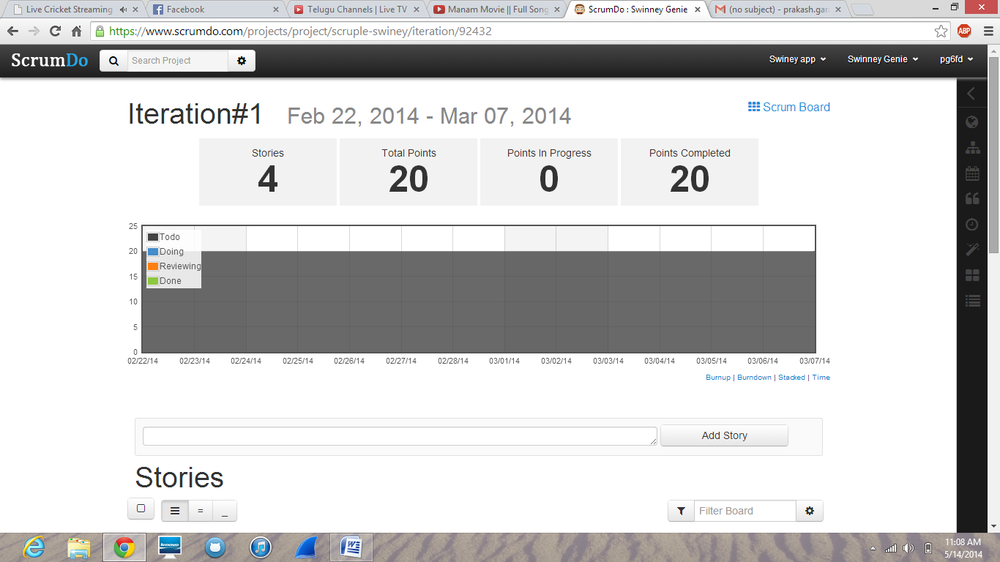 Live Cricket Streaming
Facebook
Telugu Channels | Live TV
Manam Movie || Full Song
ScrumDo : Swinney Genie
(no subject) - prakash.gar
https://www.scrumdo.com/projects/project/scruple-swiney/iteration/92432
ABP
ScrumDo
Search Project
Swiney app
Swinney Genie
pg6fd
Iteration#1 Feb 22, 2014 - Mar 07, 2014
Scrum Board
Stories
4
Total Points
20
Points In Progress
0
Points Completed
20
25
20
15
10
5
0
Todo
Doing
Reviewing
Done
02/22/14 02/23/14 02/24/14 02/25/14 02/26/14 02/27/14 02/28/14 03/01/14 03/02/14 03/03/14 03/04/14 03/05/14 03/06/14 03/07/14
Burnup | Burndown | Stacked | Time
Add Story
Stories
= _
Filter Board
lenovo
11:08 AM
5/14/2014